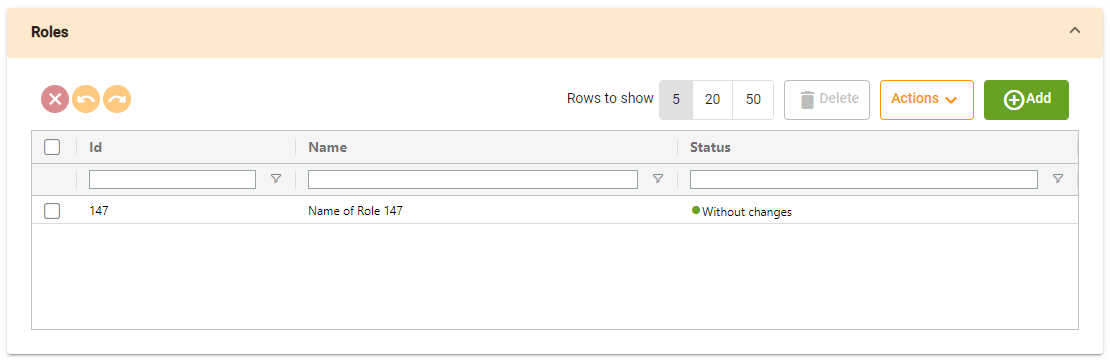 Roles
Rows to show 5 20 50 Delete Actions Add
Id Name Status
147 Name of Role 147 Without changes